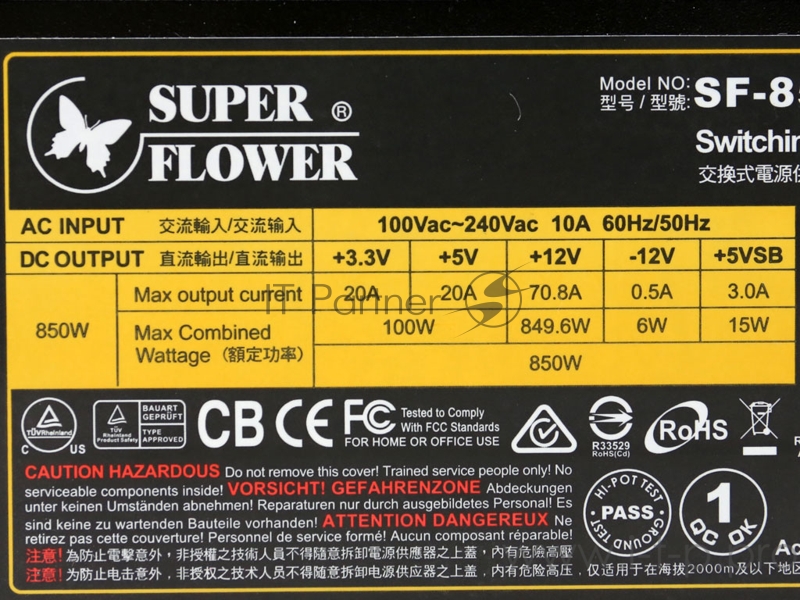 SUPER ®
FLOWER
Model NO:
型号 / 型號: SF-8
Switchin
交換式電源
AC INPUT 交流輸入/交流输入 100Vac~240Vac 10A 60Hz/50Hz
DC OUTPUT 直流輸出/直流输出 +3.3V +5V +12V -12V +5VSB
850W
Max output current 20A 20A 70.8A 0.5A 3.0A
Max Combined
Wattage (額定功率) 100W 849.6W 6W 15W
850W
IT Partner
TÜVRheinland
C US
TÜV
Rheinland
Product Safety
BAUART
GEPRÜFT
TYPE
APPROVED
CB CE FC Tested to Comply
With FCC Standards
FOR HOME OR OFFICE USE
R33529
RoHS(Cd)
RoHS
CAUTION HAZARDOUS Do not remove this cover! Trained service people only! No
serviceable components inside! VORSICHT! GEFAHRENZONE Abdeckungen
unter keinen Umständen abnehmen! Reparaturen nur durch ausgebildetes Personal! Es
sind keine zu wartenden Bauteile vorhanden! ATTENTION DANGEREUX Ne
retirez pas cette couverture! Personnel de service formé! Aucun composant réparable!
注意! 為防止電擊意外，非授權之技術人員不得隨意拆卸電源供應器之上蓋，內有危險高壓
注意! 为防止电击意外，非授权之技术人员不得随意拆卸电源供应器之上盖，内有危险高压，仅适用于在海拔2000m及以下地区
HI-POT TEST
PASS
GROUND TEST
1
QC OK
Ac